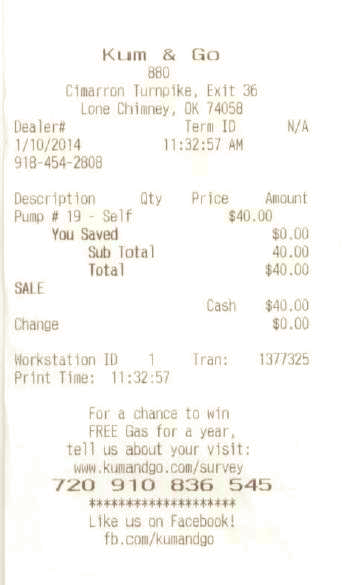 Kum & Go
880
Cimarron Turnpike, Exit 36
Lone Chimney, OK 74058
Dealer# Term ID N/A
1/10/2014 11:32:57 AM
918-454-2808
Description Qty Price Amount
Pump # 19 - Self $40.00
You Saved $0.00
Sub Total 40.00
Total $40.00
SALE
Cash $40.00
Change $0.00
Workstation ID 1 Tran: 1377325
Print Time: 11:32:57
For a chance to win
FREE Gas for a year,
tell us about your visit:
www.kumandgo.com/survey
720 910 836 545
********************
Like us on Facebook!
fb.com/kumandgo